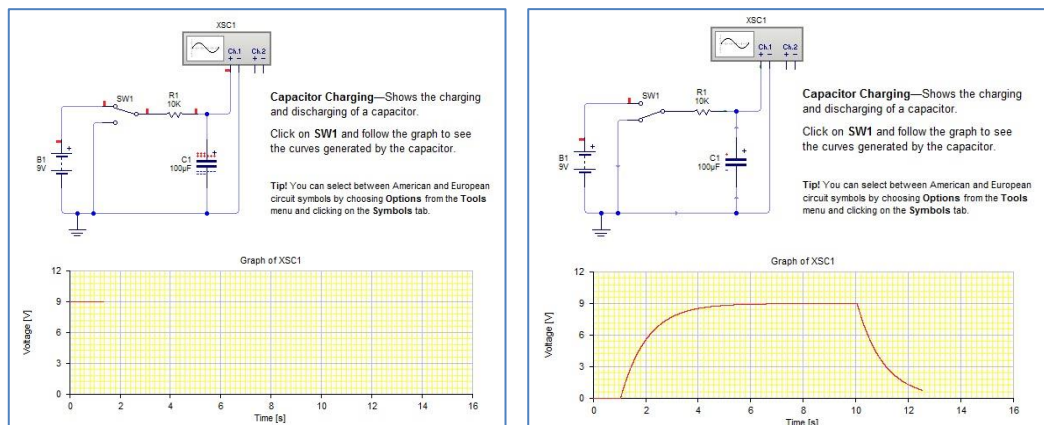 XSC1
Ch.1
Ch.2
+ −
+ −
SW1
R1
10K
B1
9V
+
C1
100µF
+
Capacitor Charging—Shows the charging
and discharging of a capacitor.
Click on SW1 and follow the graph to see
the curves generated by the capacitor.
Tip! You can select between American and European
circuit symbols by choosing Options from the Tools
menu and clicking on the Symbols tab.
Graph of XSC1
Voltage [V]
12
9
6
3
0
0 2 4 6 8 10 12 14 16
Time [s]
XSC1
Ch.1
Ch.2
+ −
+ −
SW1
R1
10K
B1
9V
+
C1
100µF
+
Capacitor Charging—Shows the charging
and discharging of a capacitor.
Click on SW1 and follow the graph to see
the curves generated by the capacitor.
Tip! You can select between American and European
circuit symbols by choosing Options from the Tools
menu and clicking on the Symbols tab.
Graph of XSC1
Voltage [V]
12
9
6
3
0
0 2 4 6 8 10 12 14 16
Time [s]